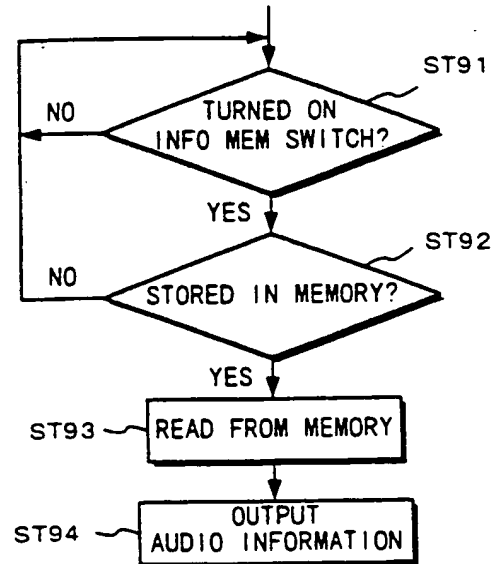 ST91
NO
TURNED ON
INFO MEM SWITCH?
YES
ST92
NO
STORED IN MEMORY?
YES
ST93
READ FROM MEMORY
ST94
OUTPUT
AUDIO INFORMATION